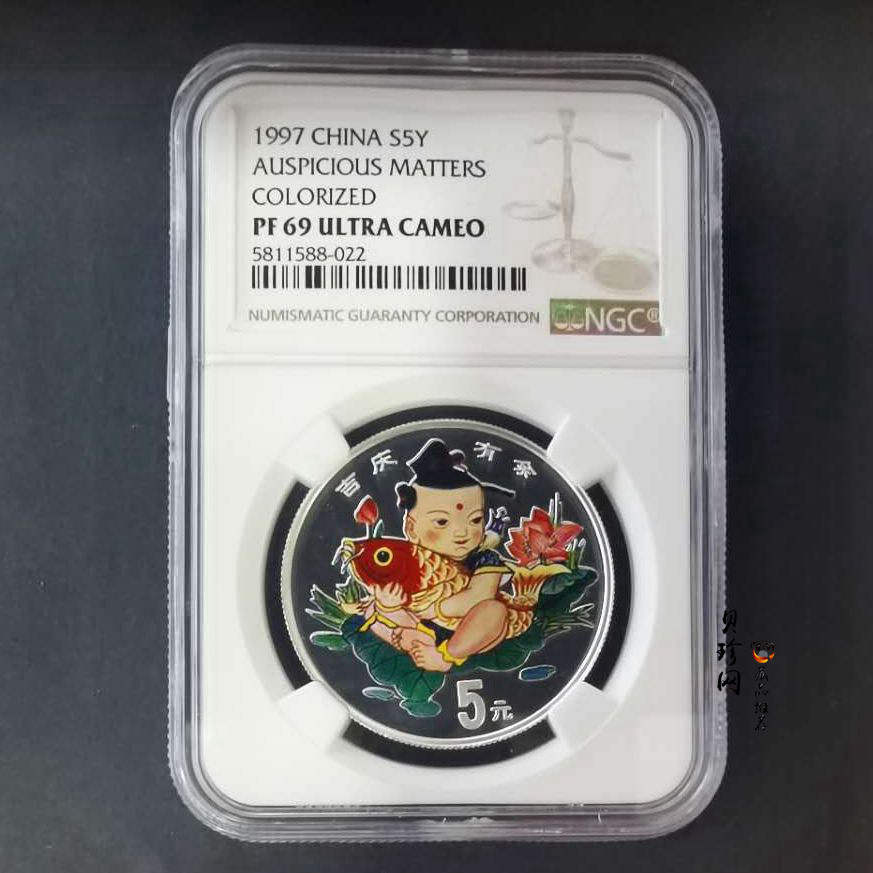 1997 CHINA S5Y
AUSPICIOUS MATTERS
COLORIZED
PF 69 ULTRA CAMEO
5811588-022
NUMISMATIC GUARANTY CORPORATION
NGC®
吉庆有余
5元
贝珍网